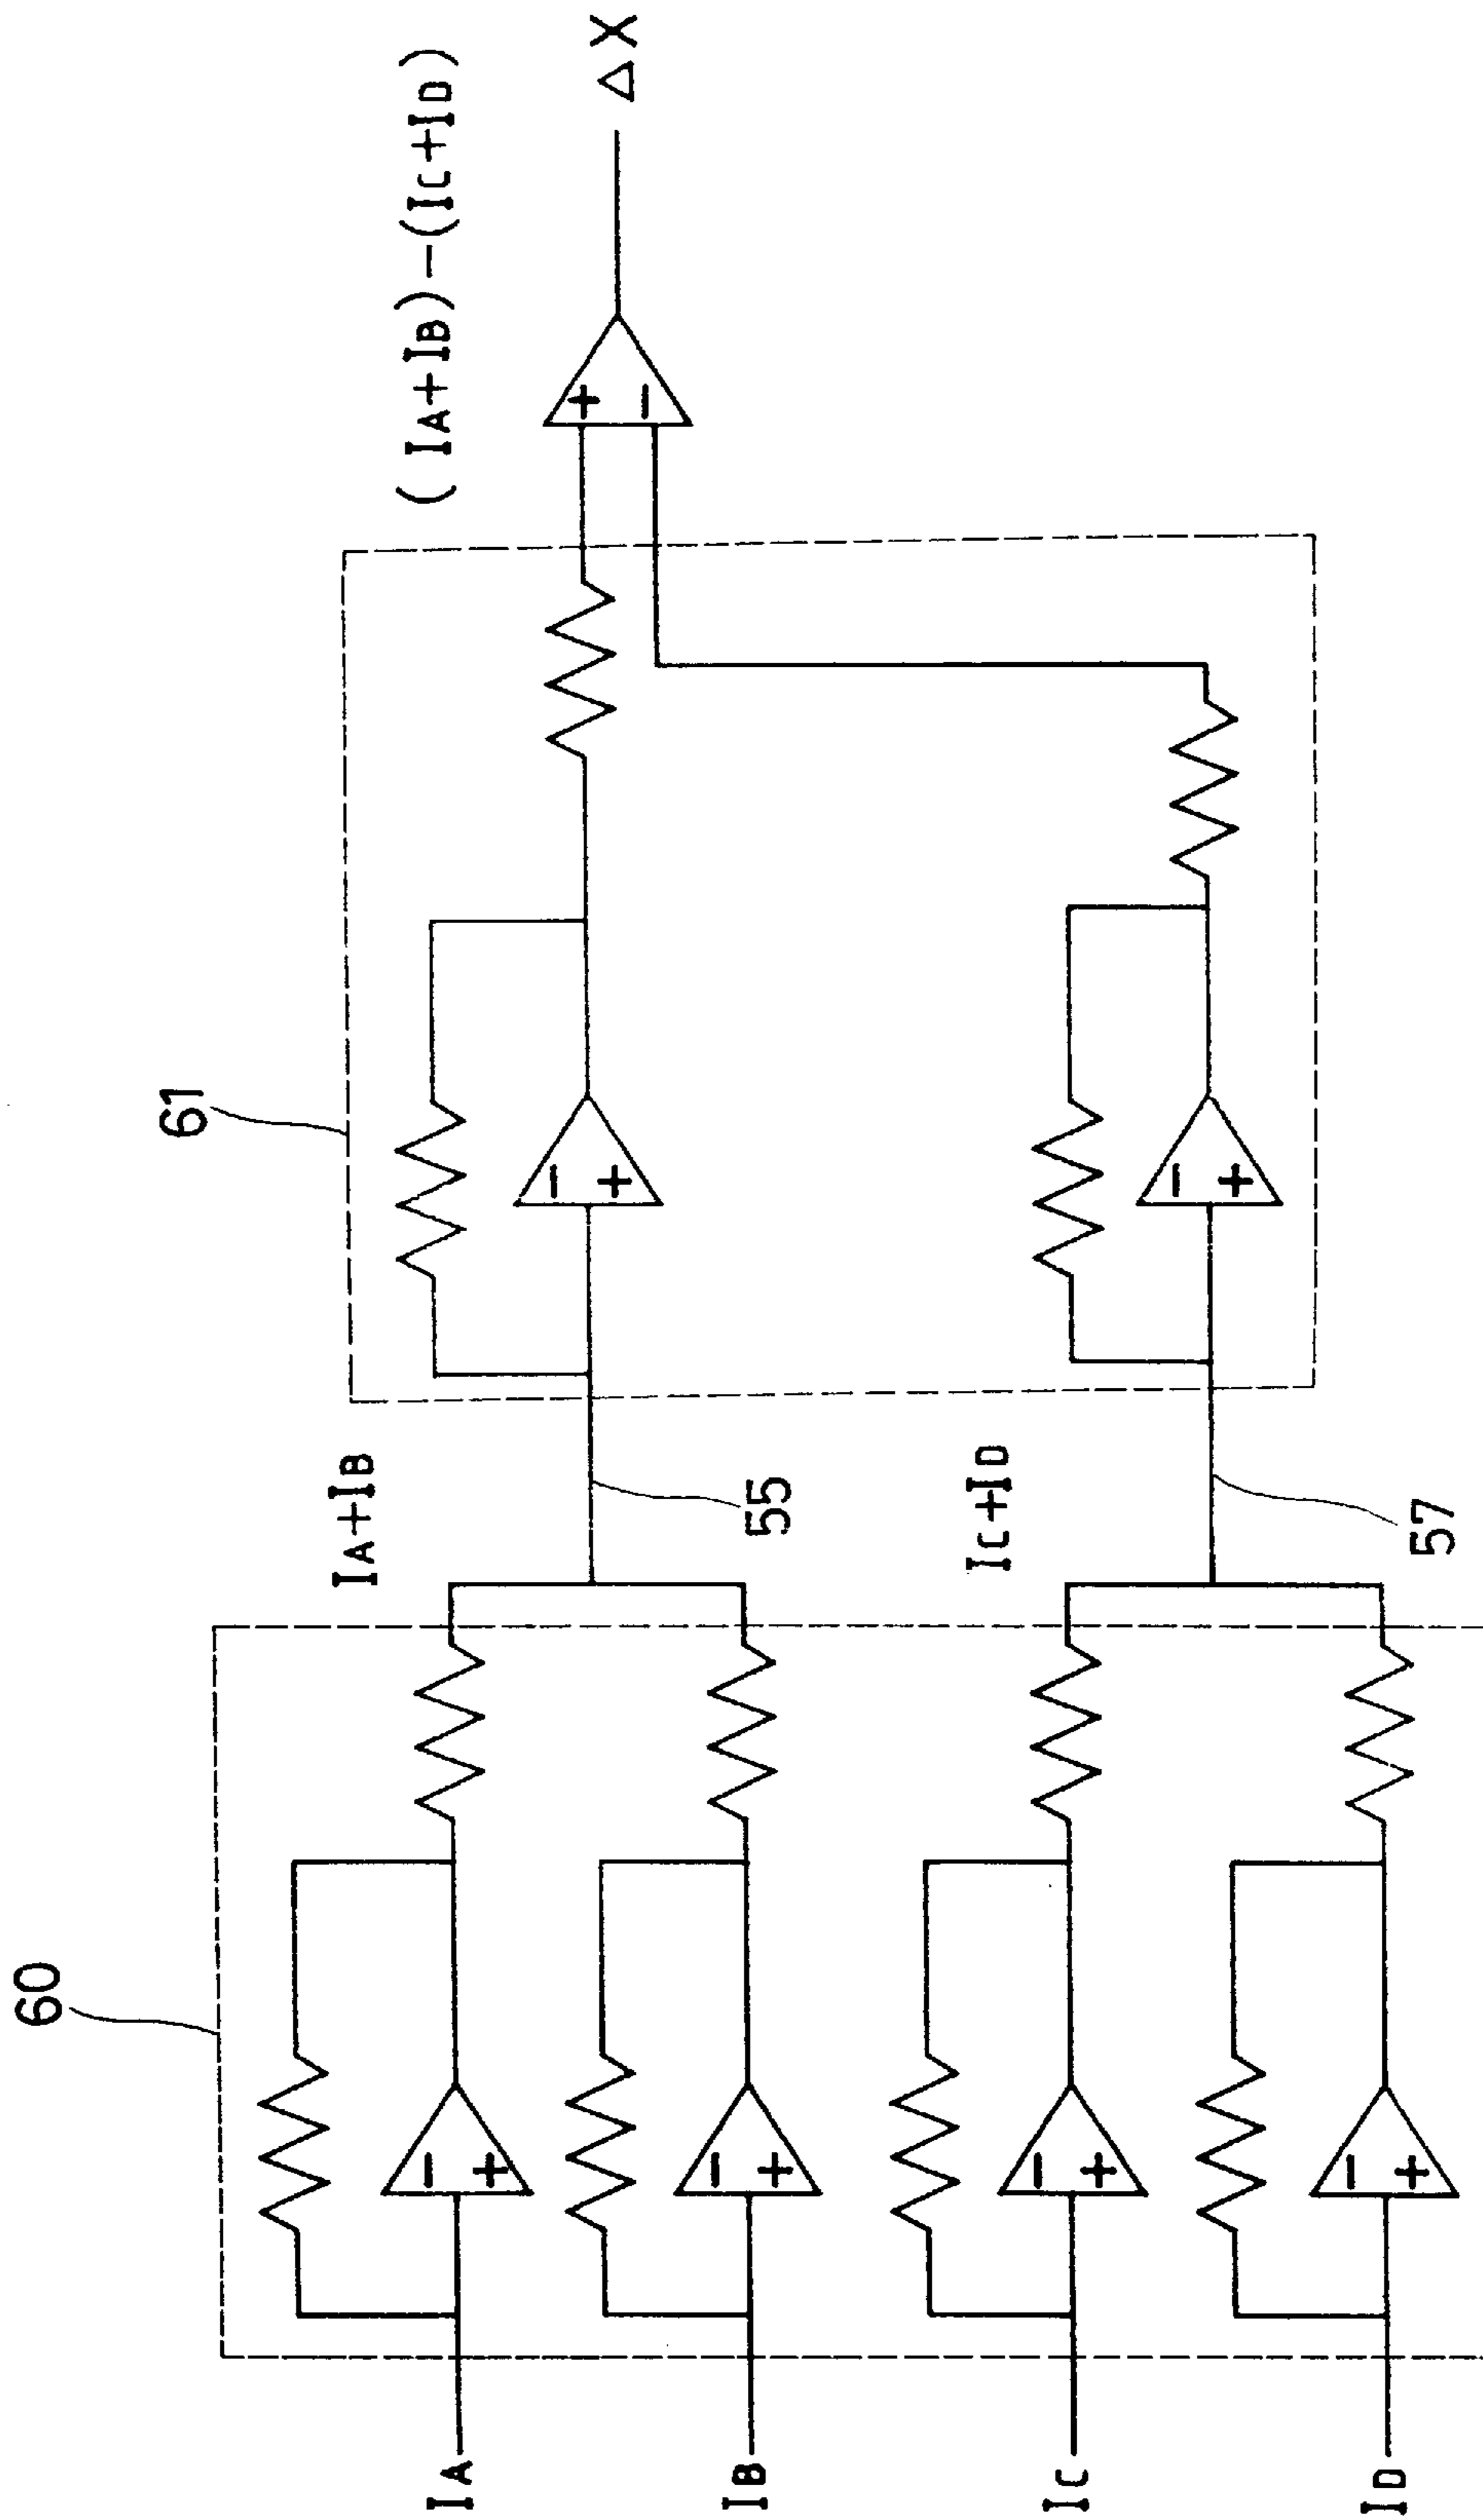 60
61
IA
IB
IC
ID
IA+IB
55
IC+ID
57
(IA+IB)-(IC+ID)
ΔX
-
+
-
+
-
+
-
+
-
+
-
+
+
-